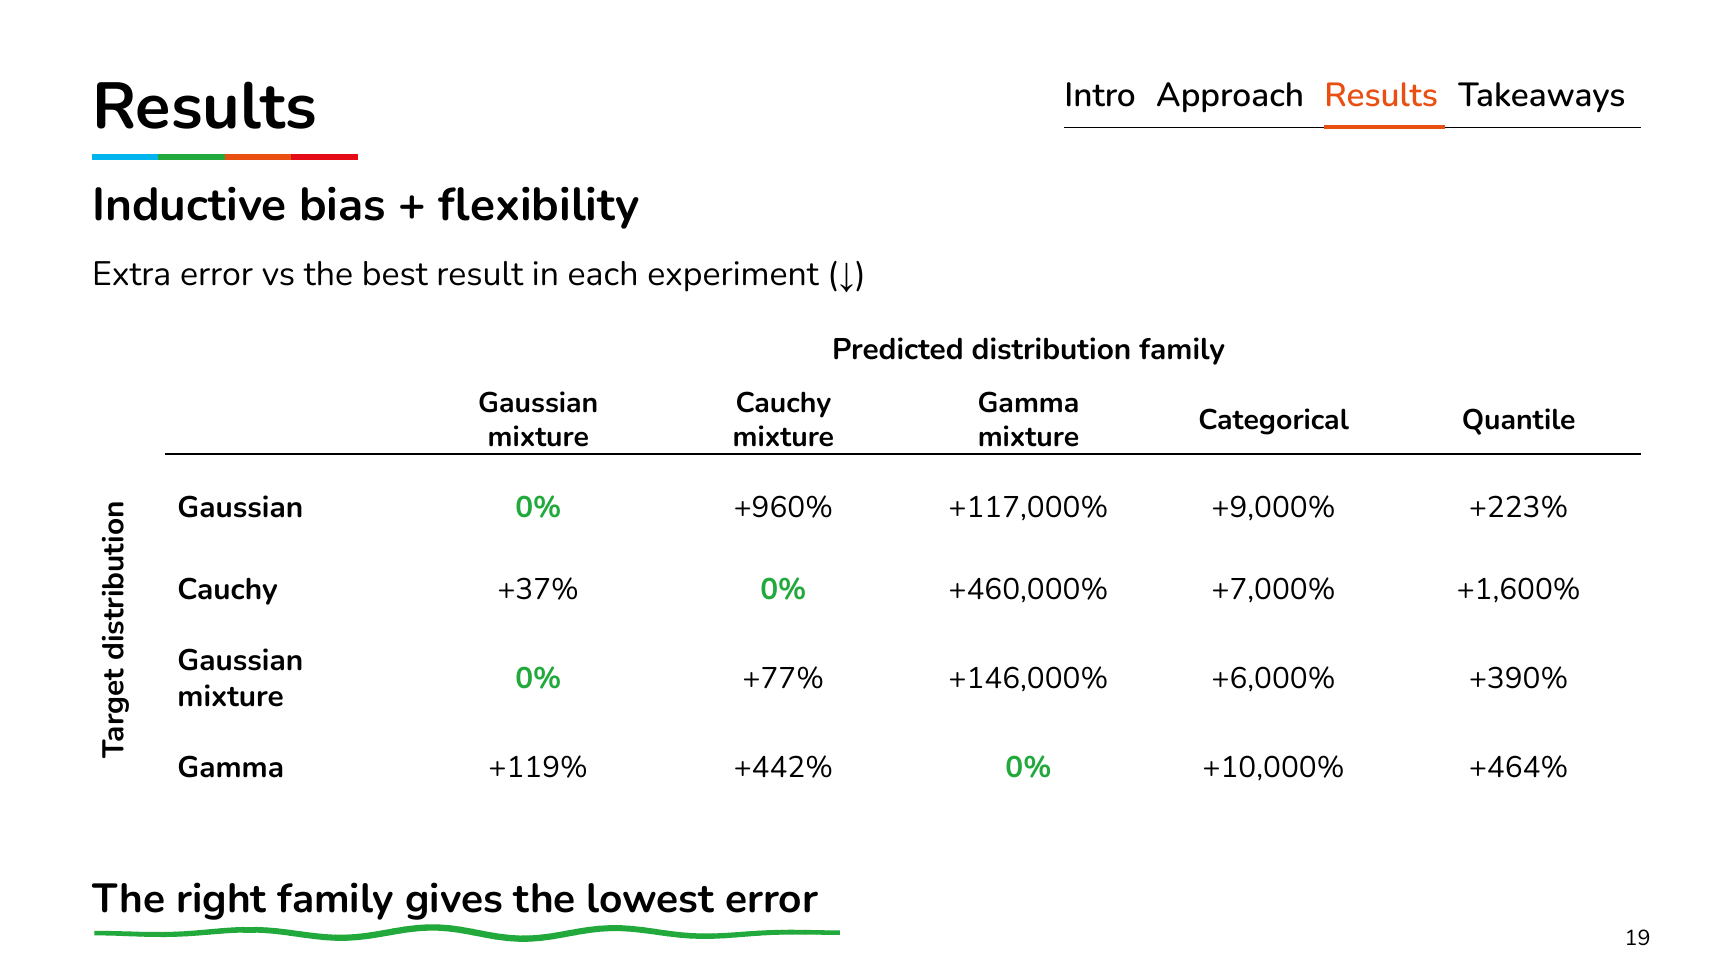 Results
Intro Approach Results Takeaways
Inductive bias + flexibility
Extra error vs the best result in each experiment (↓)
Predicted distribution family
Gaussian mixture Cauchy mixture Gamma mixture Categorical Quantile
Target distribution
Gaussian 0% +960% +117,000% +9,000% +223%
Cauchy +37% 0% +460,000% +7,000% +1,600%
Gaussian mixture 0% +77% +146,000% +6,000% +390%
Gamma +119% +442% 0% +10,000% +464%
The right family gives the lowest error
19